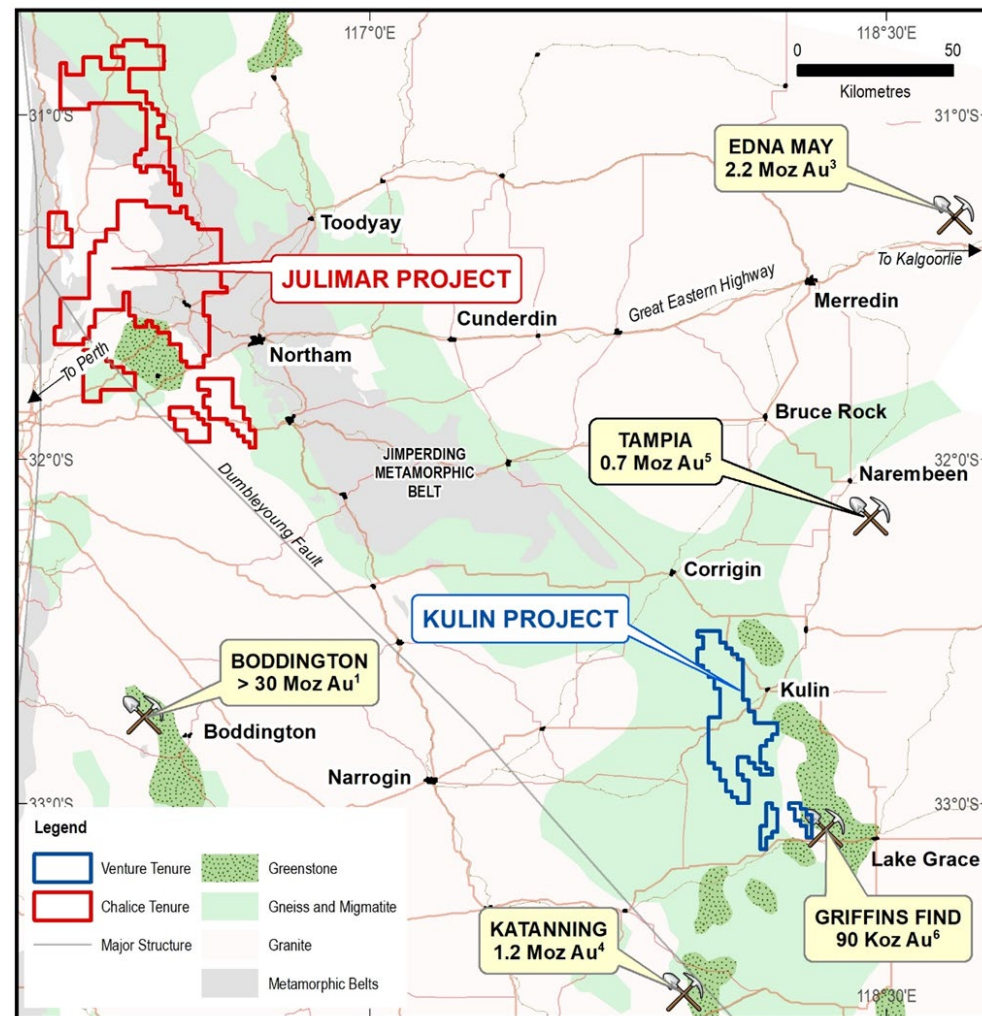 117°0'E
118°30'E
0 50
Kilometres
31°0'S
31°0'S
EDNA MAY
2.2 Moz Au³
Toodyay
To Kalgoorlie
JULIMAR PROJECT
Great Eastern Highway
Merredin
Cunderdin
Northam
To Perth
Bruce Rock
TAMPIA
0.7 Moz Au⁵
32°0'S
32°0'S
JIMPERDING
METAMORPHIC
BELT
Narembeen
Dumbleyoung Fault
Corrigin
KULIN PROJECT
BODDINGTON
> 30 Moz Au¹
Kulin
Boddington
Narrogin
33°0'S
33°0'S
Legend
Venture Tenure
Greenstone
Chalice Tenure
Gneiss and Migmatite
Major Structure
Granite
Metamorphic Belts
Lake Grace
KATANNING
1.2 Moz Au⁴
GRIFFINS FIND
90 Koz Au⁶
118°30'E